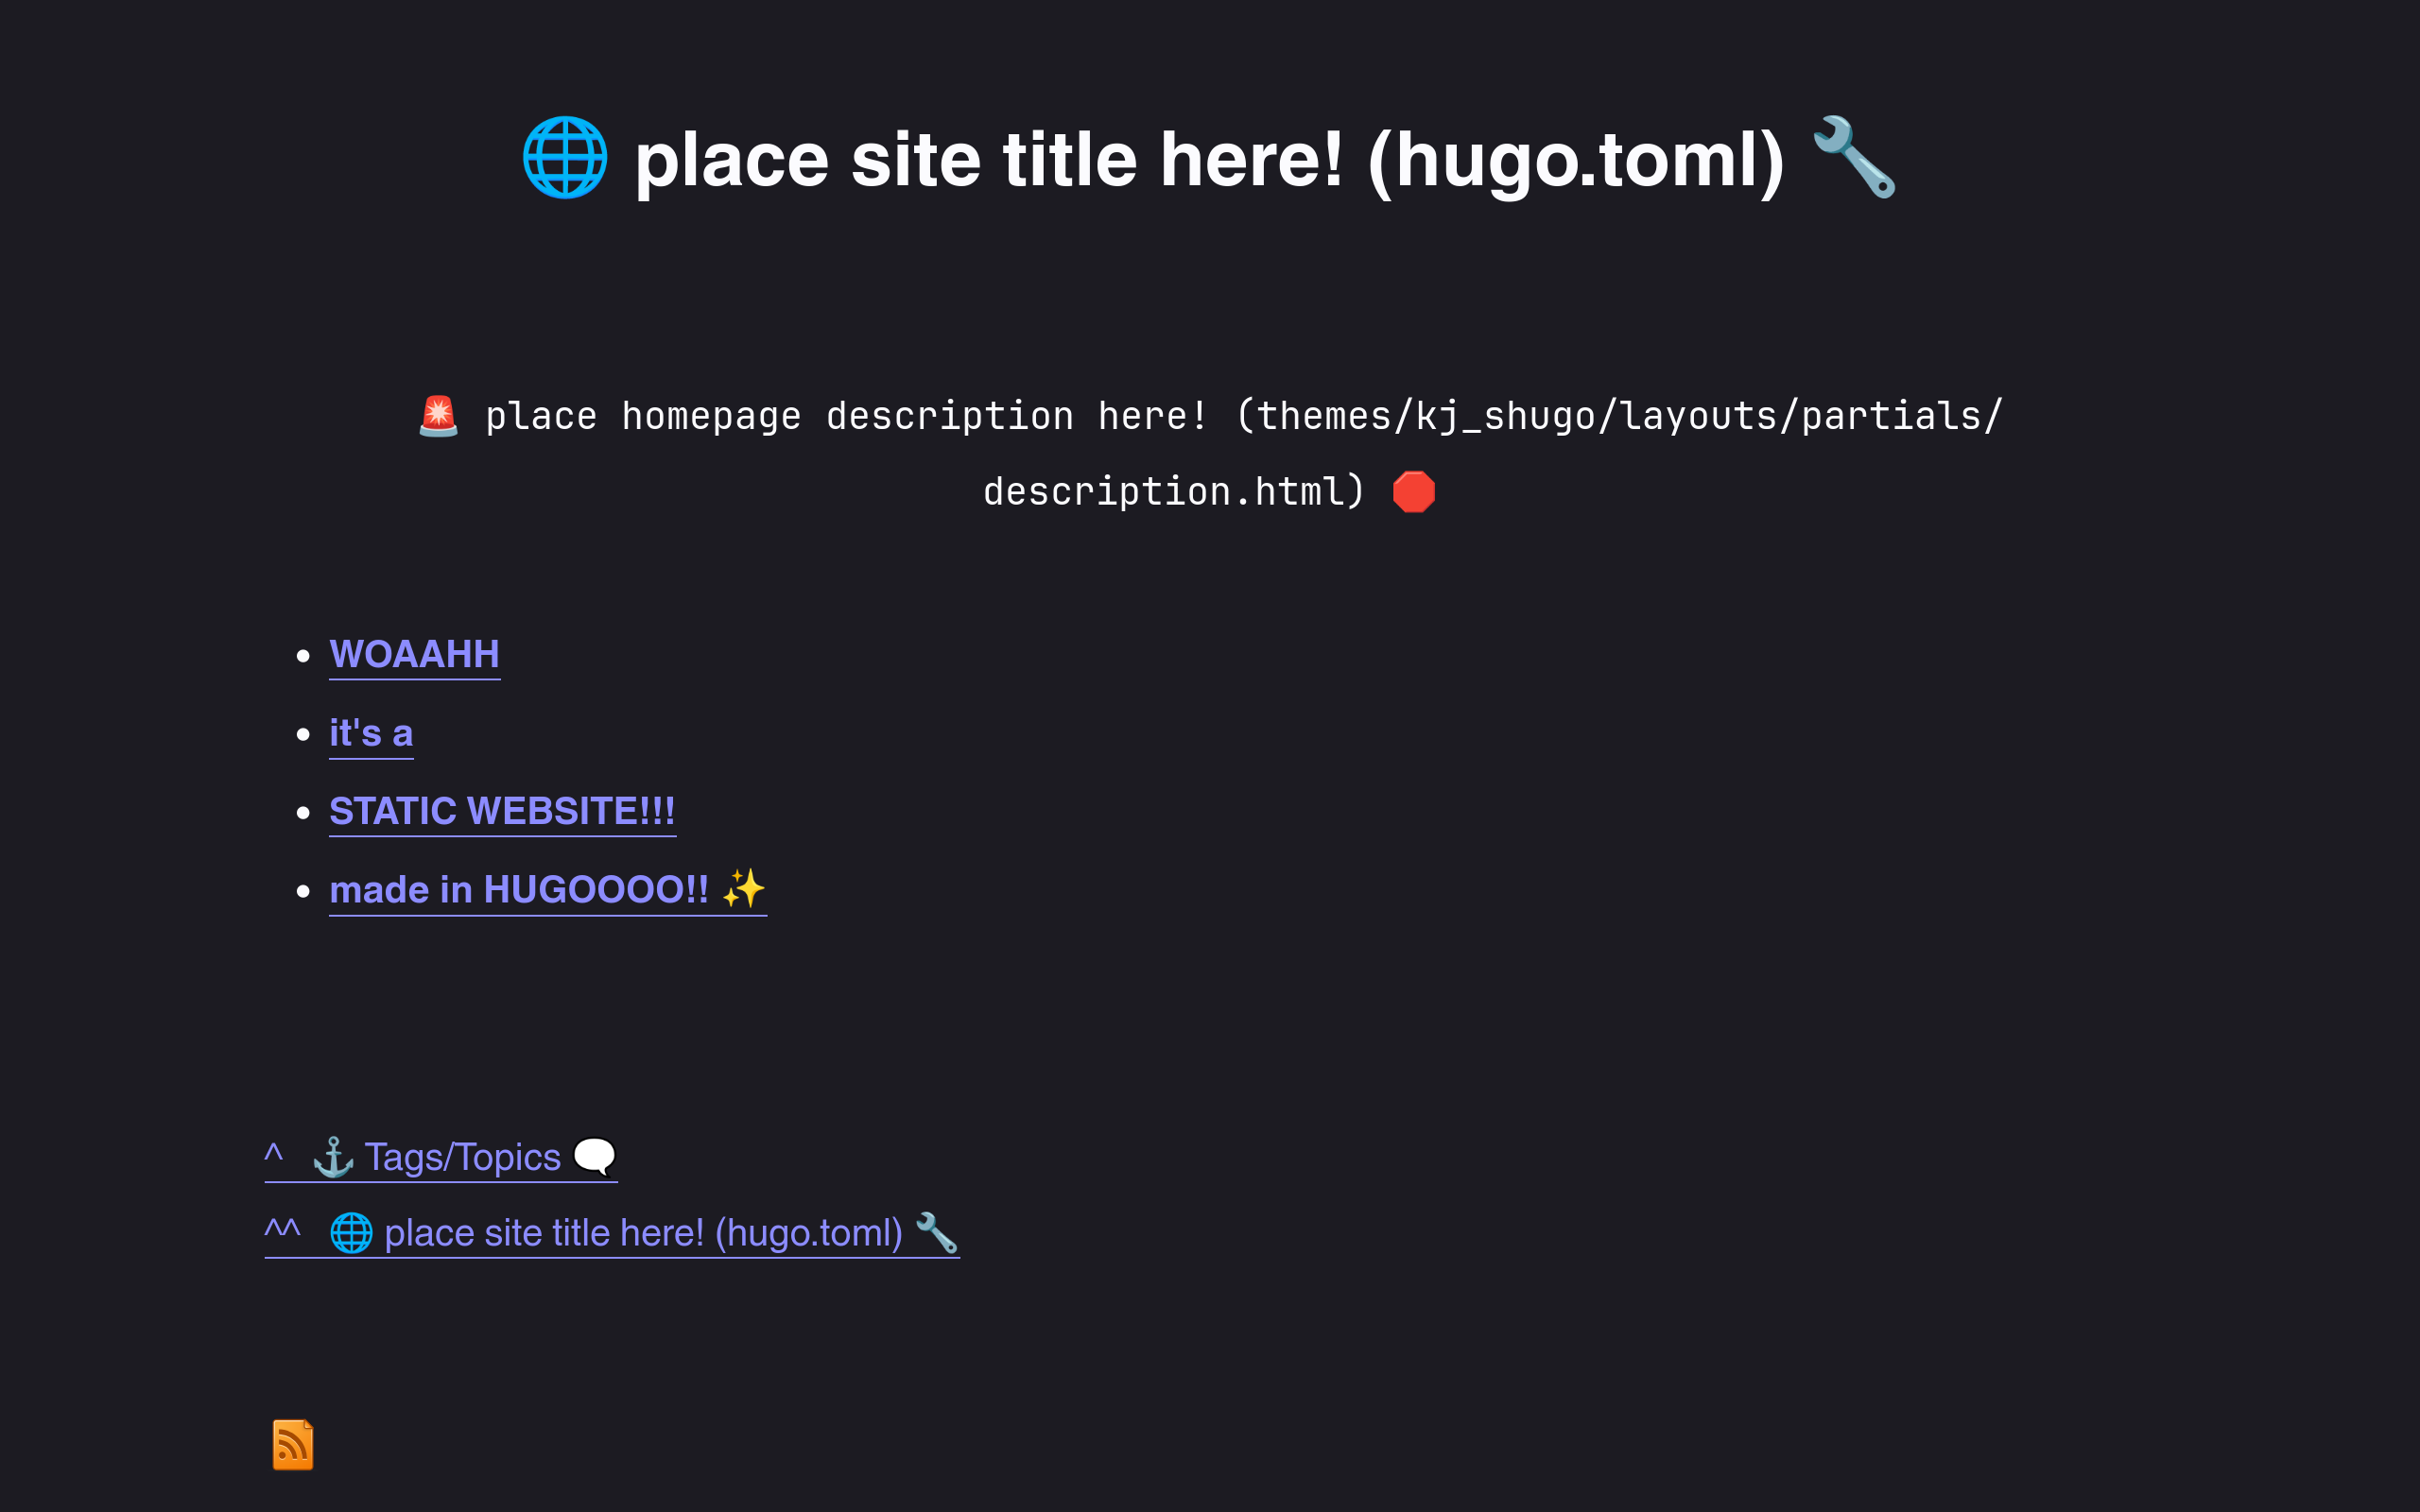 🌐 place site title here! (hugo.toml) 🔧
🚨 place homepage description here! (themes/kj_shugo/layouts/partials/
description.html) 🛑
• WOAAHH
• it's a
• STATIC WEBSITE!!!
• made in HUGOOOO!! ✨
^ ⚓ Tags/Topics 🗨️
^^ 🌐 place site title here! (hugo.toml) 🔧